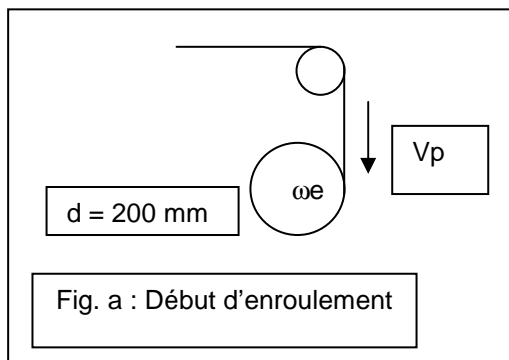 Vp
ωe
d = 200 mm
Fig. a : Début d'enroulement